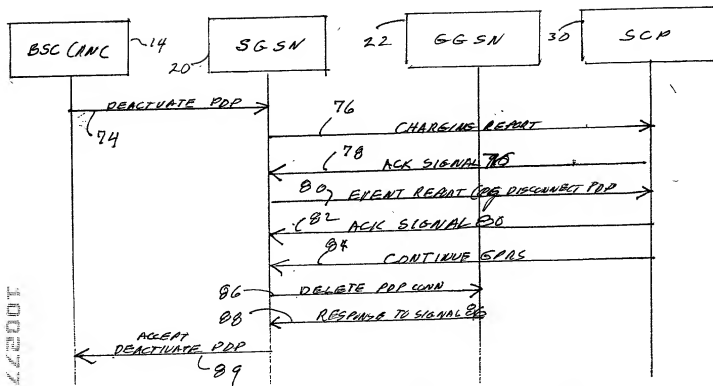 BSC CRNC 14
20 SGSN
22 GGSN
30 SCP
DEACTIVATE PDP
74
76
CHARGING REPORT
78
ACK SIGNAL 76
80 EVENT REPORT DISCONNECT PDP
82 ACK SIGNAL 80
84
CONTINUE GPRS
86 DELETE PDP CONN
88 RESPONSE TO SIGNAL 86
ACCEPT
DEACTIVATE PDP
89